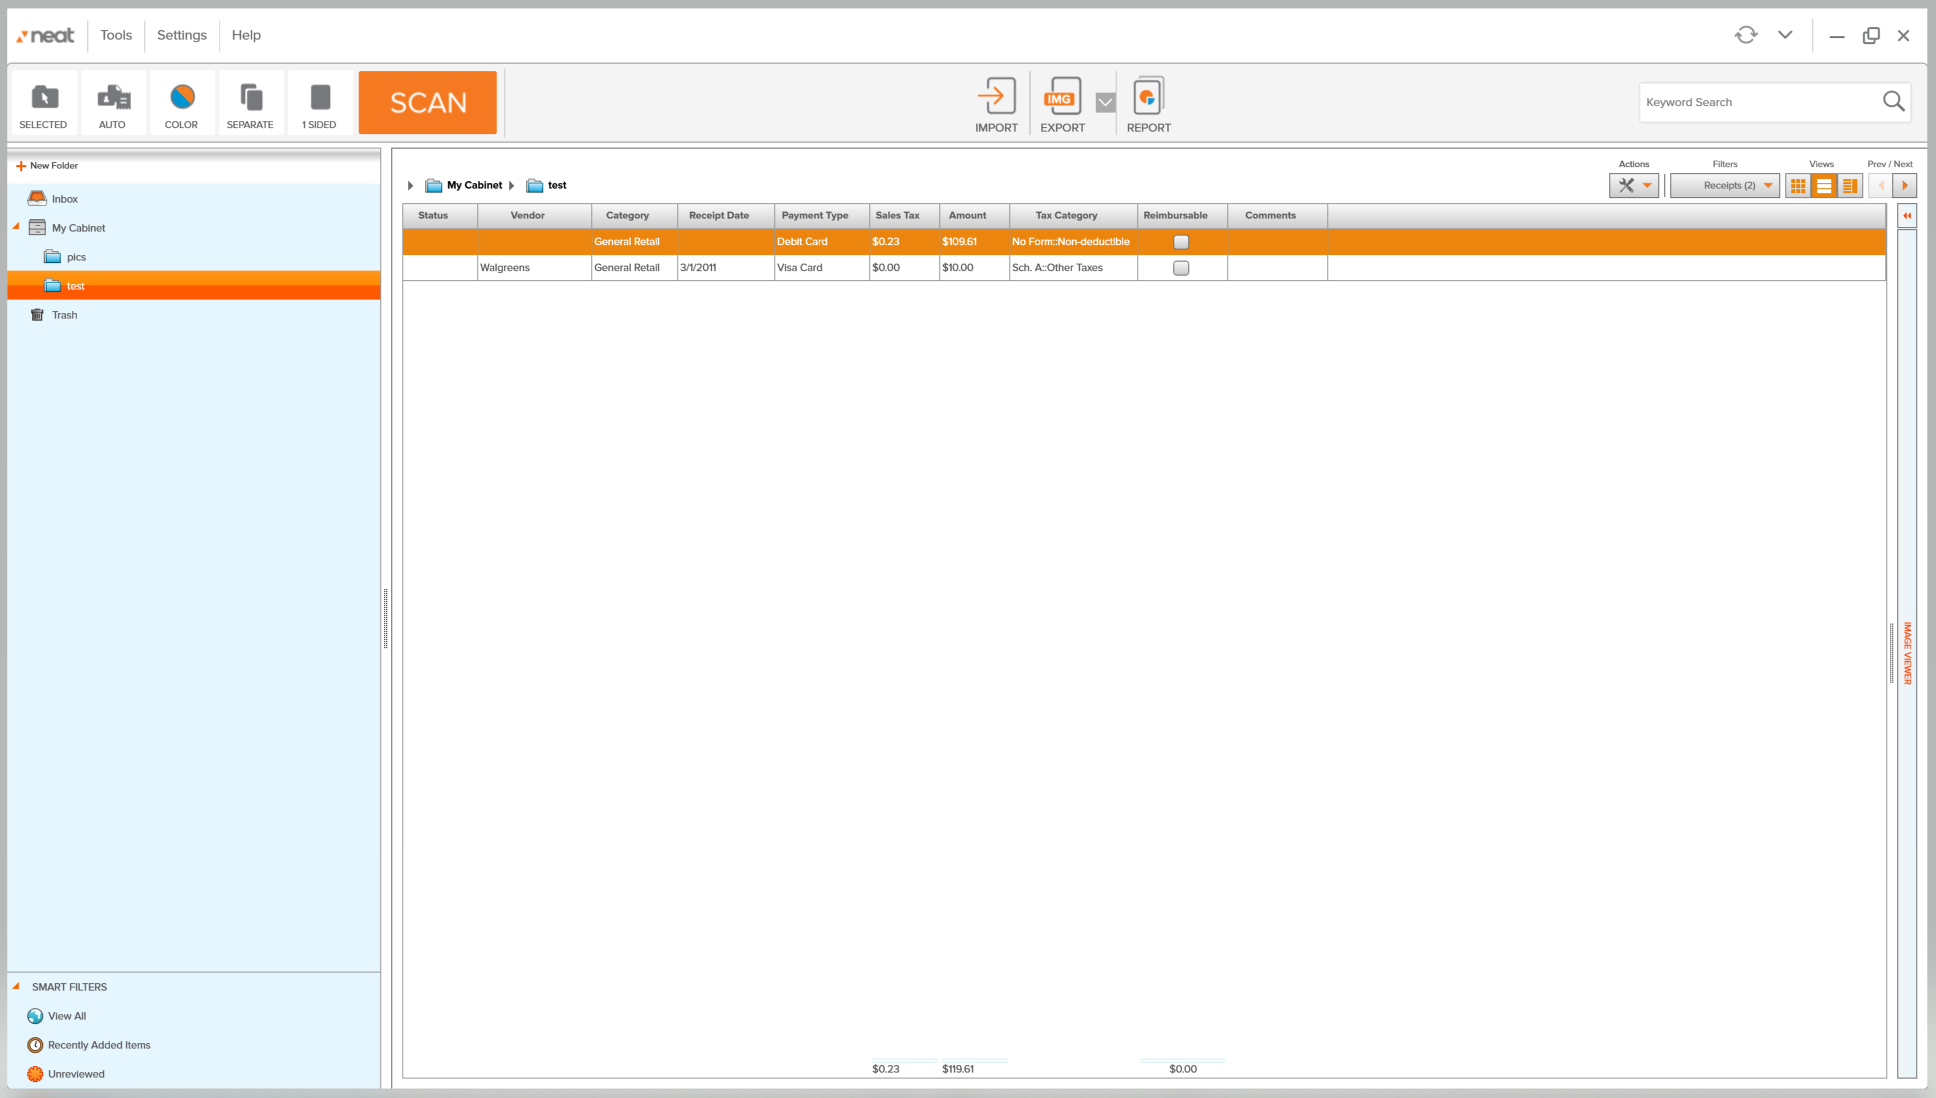 neat Tools Settings Help
SELECTED AUTO COLOR SEPARATE 1 SIDED SCAN IMPORT IMG EXPORT REPORT Keyword Search
New Folder
Inbox
My Cabinet
pics
test
Trash
SMART FILTERS
View All
Recently Added Items
Unreviewed
Actions Filters Views Prev / Next
My Cabinet test Receipts (2)
Status Vendor Category Receipt Date Payment Type Sales Tax Amount Tax Category Reimbursable Comments
General Retail Debit Card $0.23 $109.61 No Form::Non-deductible
Walgreens General Retail 3/1/2011 Visa Card $0.00 $10.00 Sch. A::Other Taxes
$0.23 $119.61 $0.00
IMAGE VIEWER